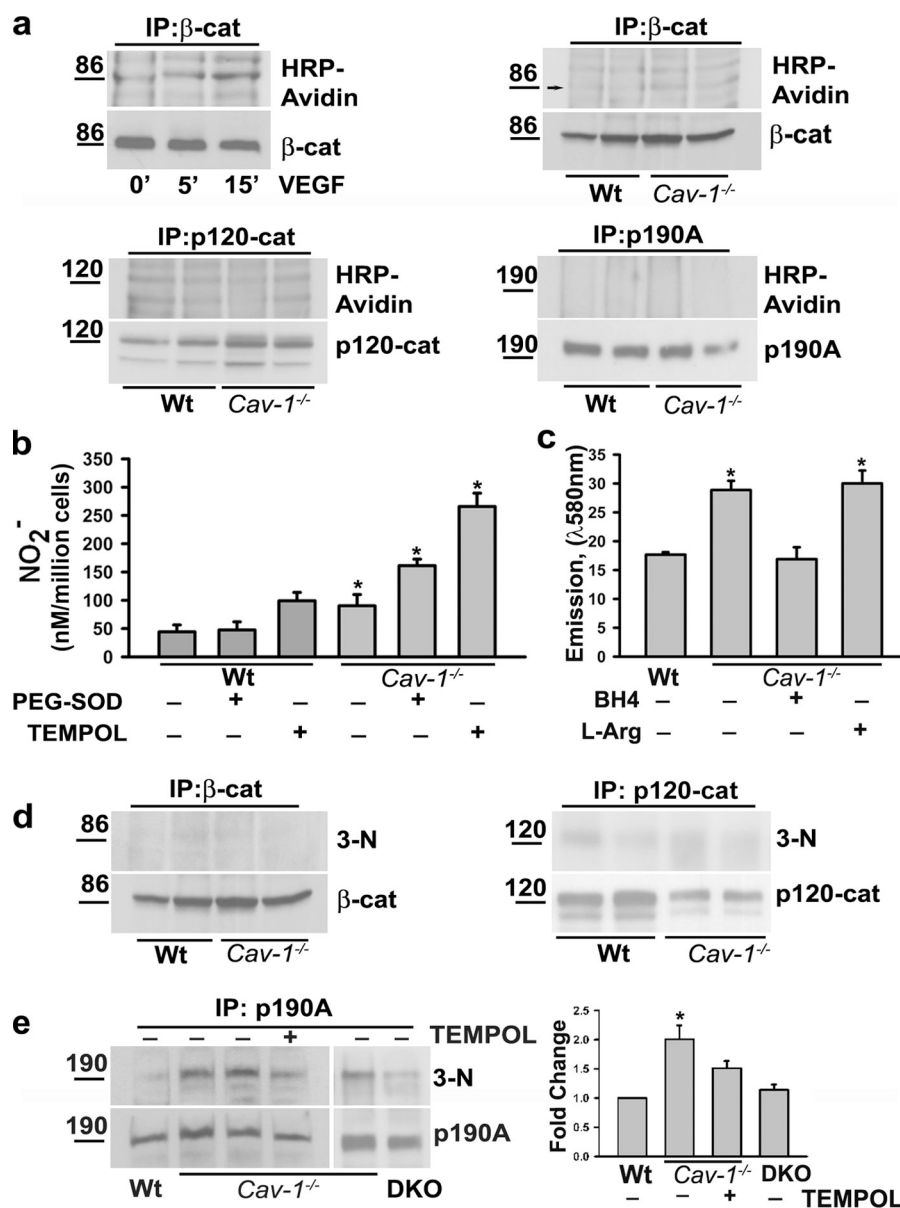 a
IP:β-cat
86
HRP-
Avidin
86
β-cat
0' 5' 15' VEGF
IP:β-cat
86
HRP-
Avidin
86
β-cat
Wt Cav-1-/-
IP:p120-cat
120
HRP-
Avidin
120
p120-cat
Wt Cav-1-/-
IP:p190A
190
HRP-
Avidin
190
p190A
Wt Cav-1-/-
b
350
300
250
200
150
100
50
0
NO2-
(nM/million cells)
* * *
Wt Cav-1-/-
PEG-SOD – + – – + –
TEMPOL – – + – – +
c
35
30
25
20
15
10
5
0
Emission, (λ580nm)
* *
Wt Cav-1-/-
BH4 – – + –
L-Arg – – – +
d
IP:β-cat
86
3-N
86
β-cat
Wt Cav-1-/-
IP: p120-cat
120
3-N
120
p120-cat
Wt Cav-1-/-
e
IP: p190A
– – – + – – TEMPOL
190
3-N
190
p190A
Wt Cav-1-/- DKO
2.5
2.0
1.5
1.0
0.5
0.0
Fold Change
*
Wt Cav-1-/- DKO
– – + – TEMPOL